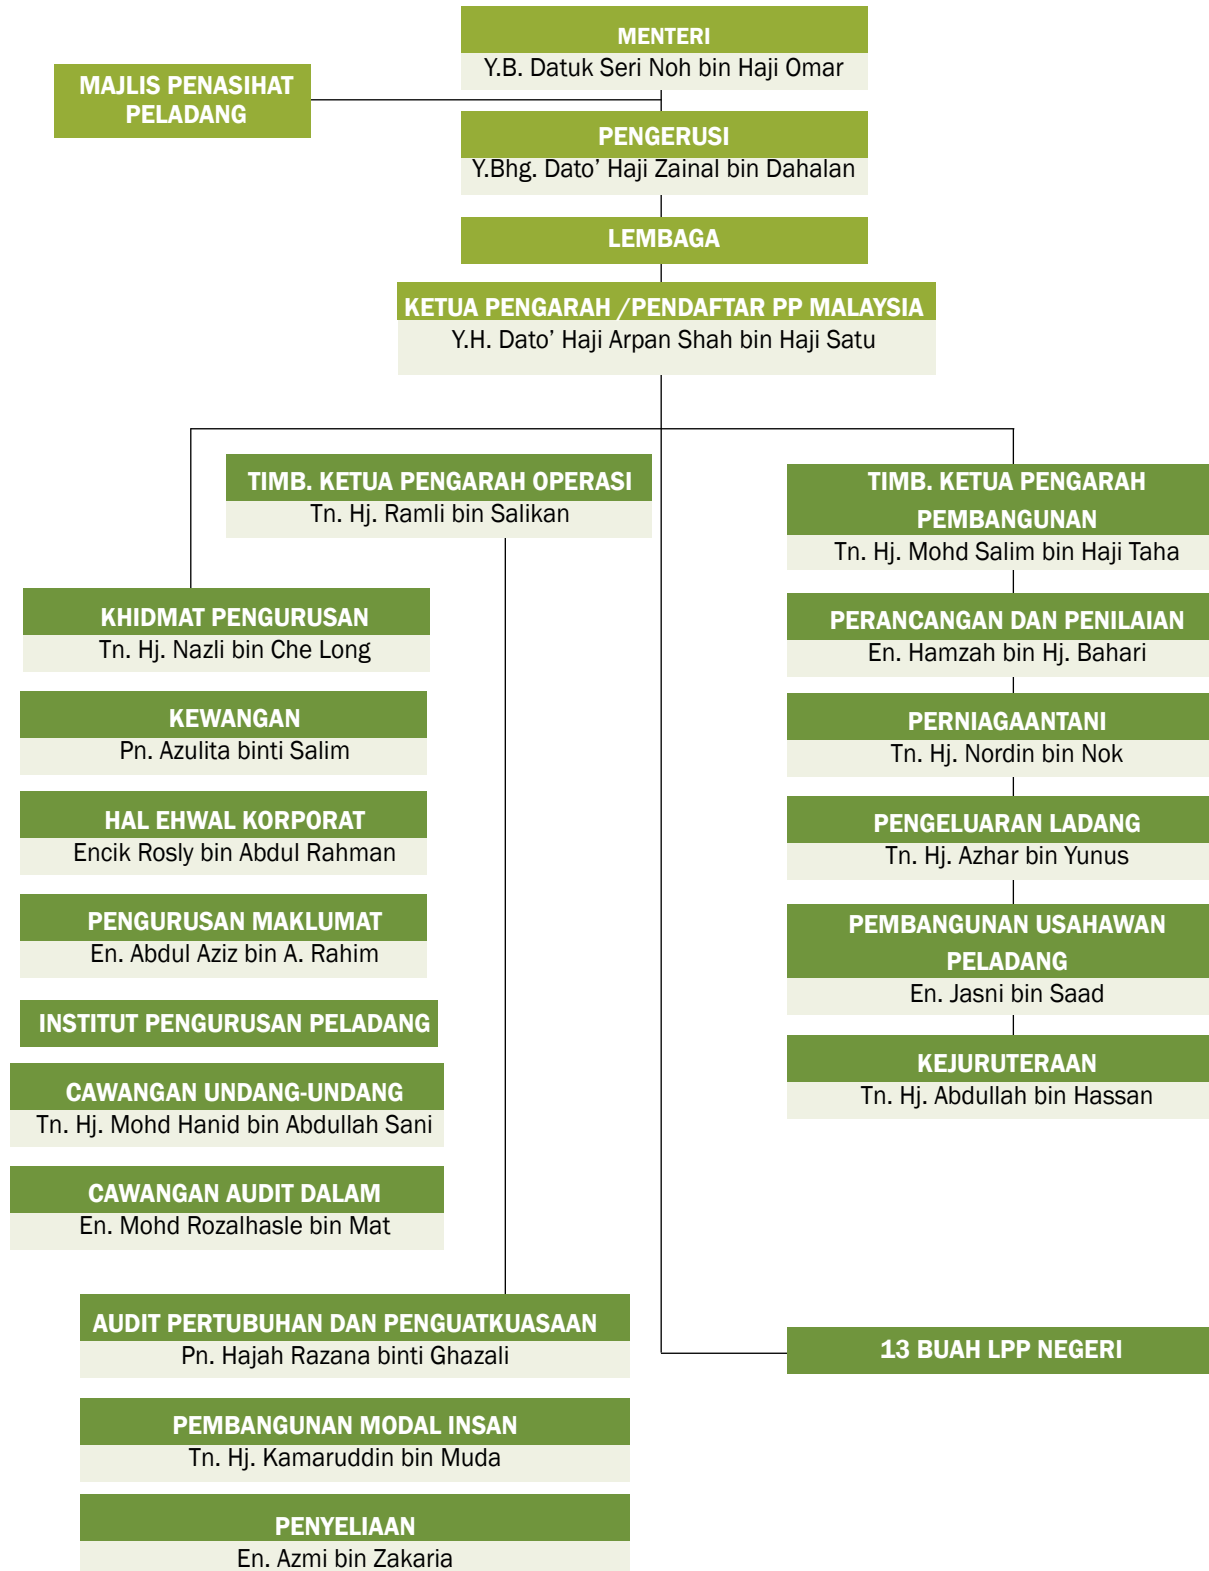 MENTERI
Y.B. Datuk Seri Noh bin Haji Omar
MAJLIS PENASIHAT
PELADANG
PENGERUSI
Y.Bhg. Dato’ Haji Zainal bin Dahalan
LEMBAGA
KETUA PENGARAH /PENDAFTAR PP MALAYSIA
Y.H. Dato’ Haji Arpan Shah bin Haji Satu
TIMB. KETUA PENGARAH OPERASI
Tn. Hj. Ramli bin Salikan
KHIDMAT PENGURUSAN
Tn. Hj. Nazli bin Che Long
KEWANGAN
Pn. Azulita binti Salim
HAL EHWAL KORPORAT
Encik Rosly bin Abdul Rahman
PENGURUSAN MAKLUMAT
En. Abdul Aziz bin A. Rahim
INSTITUT PENGURUSAN PELADANG
CAWANGAN UNDANG-UNDANG
Tn. Hj. Mohd Hanid bin Abdullah Sani
CAWANGAN AUDIT DALAM
En. Mohd Rozalhasle bin Mat
AUDIT PERTUBUHAN DAN PENGUATKUASAAN
Pn. Hajah Razana binti Ghazali
PEMBANGUNAN MODAL INSAN
Tn. Hj. Kamaruddin bin Muda
PENYELIAAN
En. Azmi bin Zakaria
TIMB. KETUA PENGARAH
PEMBANGUNAN
Tn. Hj. Mohd Salim bin Haji Taha
PERANCANGAN DAN PENILAIAN
En. Hamzah bin Hj. Bahari
PERNIAGAANTANI
Tn. Hj. Nordin bin Nok
PENGELUARAN LADANG
Tn. Hj. Azhar bin Yunus
PEMBANGUNAN USAHAWAN
PELADANG
En. Jasni bin Saad
KEJURUTERAAN
Tn. Hj. Abdullah bin Hassan
13 BUAH LPP NEGERI